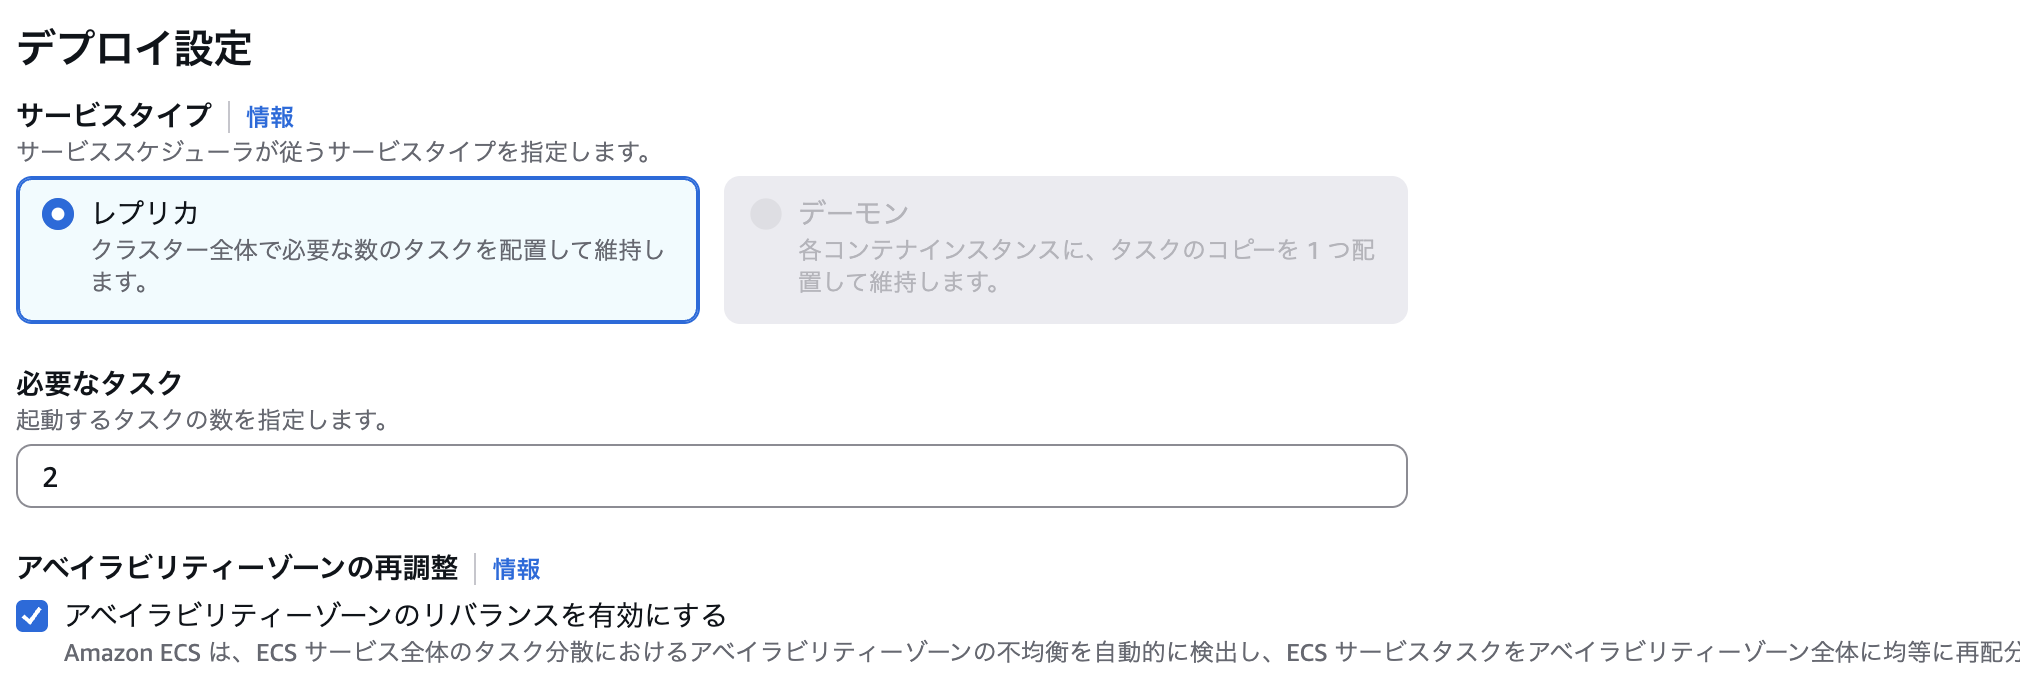 デプロイ設定
サービスタイプ 情報
サービススケジューラが従うサービスタイプを指定します。
レプリカ
クラスター全体で必要な数のタスクを配置して維持し
ます。
デーモン
各コンテナインスタンスに、タスクのコピーを 1 つ配
置して維持します。
必要なタスク
起動するタスクの数を指定します。
2
アベイラビリティーゾーンの再調整 情報
アベイラビリティーゾーンのリバランスを有効にする
Amazon ECS は、ECS サービス全体のタスク分散におけるアベイラビリティーゾーンの不均衡を自動的に検出し、ECS サービスタスクをアベイラビリティーゾーン全体に均等に再配分